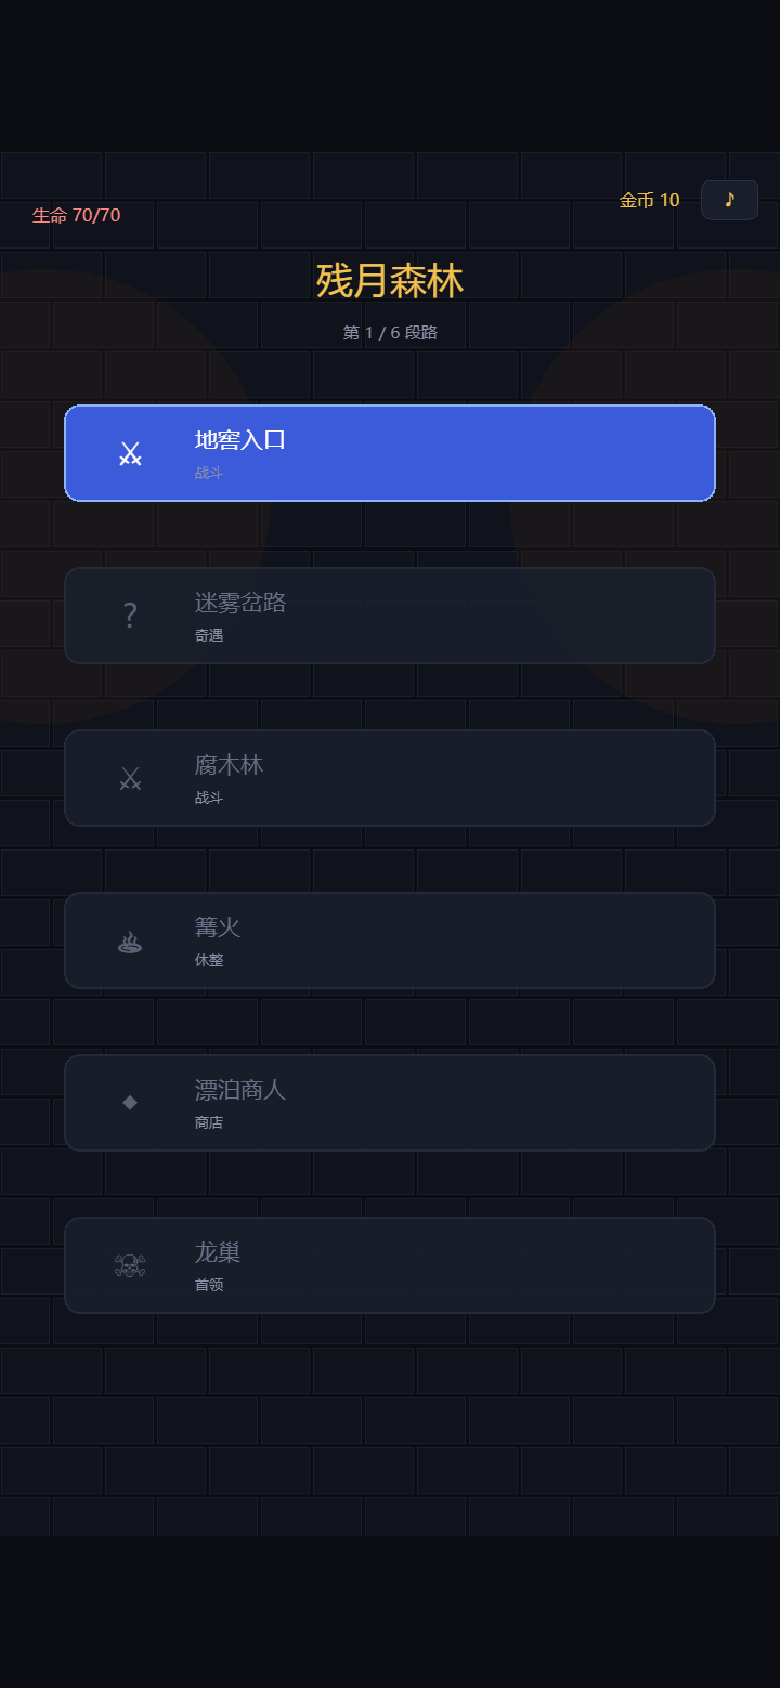 金币 10
♪
生命 70/70
残月森林
第 1 / 6 段路
地窖入口
战斗
?
迷雾岔路
奇遇
腐木林
战斗
篝火
休整
漂泊商人
商店
龙巢
首领